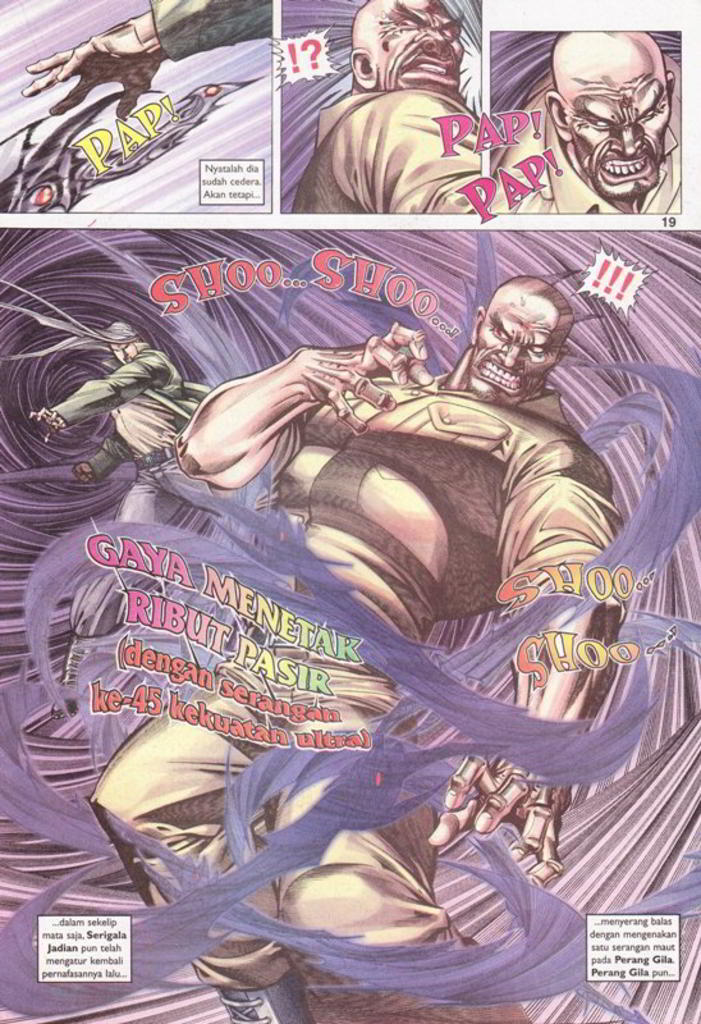 PAP!
Nyatalah dia
sudah cedera.
Akan tetapi...
!?
PAP!
PAP!
19
SHOO... SHOO...!
!!!
GAYA MENETAK
RIBUT PASIR
(dengan serangan
ke-45 kekuatan ultra)
SHOO...
SHOO...!
...dalam sekelip
mata saja, Serigala
Jadian pun telah
mengatur kembali
pernafasannya lalu...
...menyerang balas
dengan mengenakan
satu serangan maut
pada Perang Gila.
Perang Gila pun...